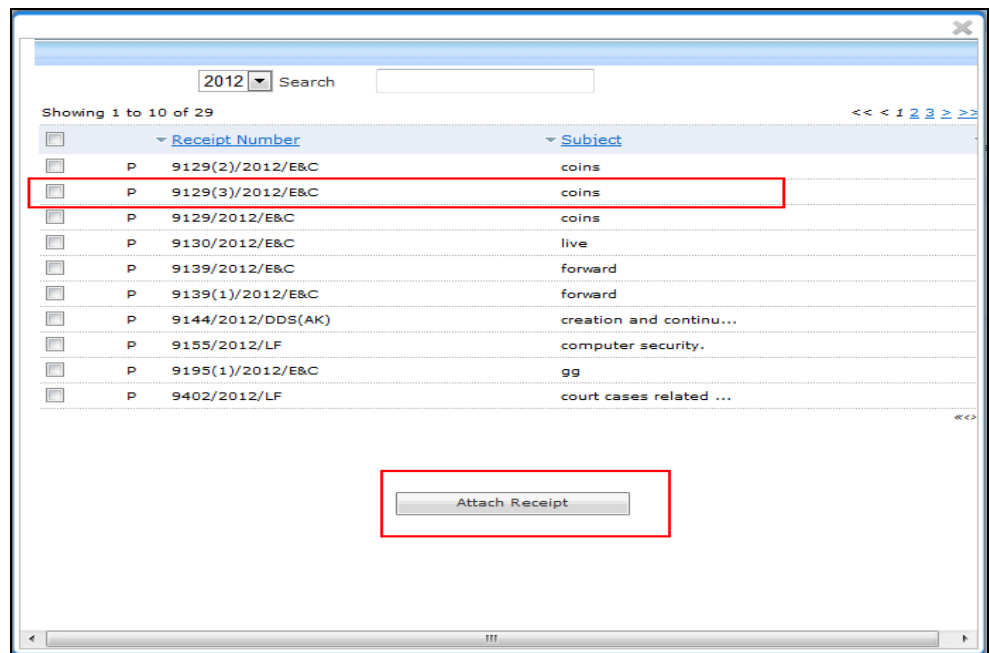 2012 Search
Showing 1 to 10 of 29 << < 1 2 3 > >>
Receipt Number Subject
P 9129(2)/2012/E&C coins
P 9129(3)/2012/E&C coins
P 9129/2012/E&C coins
P 9130/2012/E&C live
P 9139/2012/E&C forward
P 9139(1)/2012/E&C forward
P 9144/2012/DDS(AK) creation and continu...
P 9155/2012/LF computer security.
P 9195(1)/2012/E&C gg
P 9402/2012/LF court cases related ...
«<>
Attach Receipt